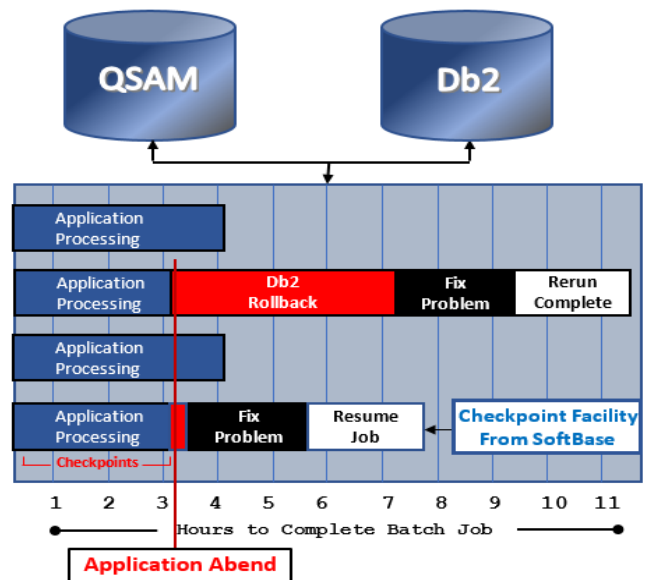 QSAM
Db2
Application
Processing
Application
Processing
Db2
Rollback
Fix
Problem
Rerun
Complete
Application
Processing
Application
Processing
Fix
Problem
Resume
Job
Checkpoint Facility
From SoftBase
Checkpoints
1 2 3 4 5 6 7 8 9 10 11
Hours to Complete Batch Job
Application Abend